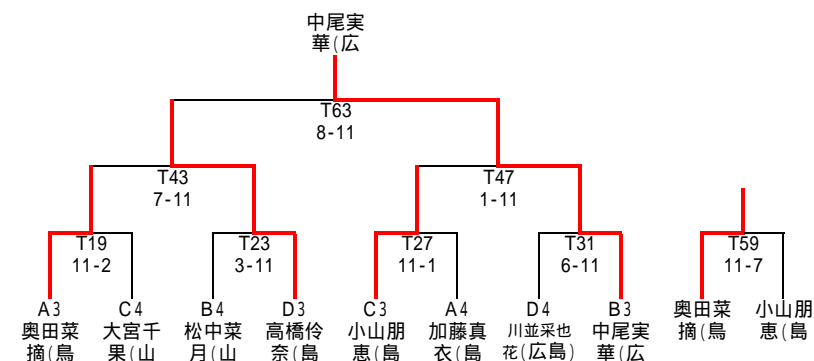 中尾実
華(広
T63
8-11
T43
7-11
T47
1-11
T19
11-2
T23
3-11
T27
11-1
T31
6-11
T59
11-7
A3
奥田菜
摘(鳥
C4
大宮千
果(山
B4
松中菜
月(山
D3
高橋伶
奈(島
C3
小山朋
恵(島
A4
加藤真
衣(島
D4
川並采也
花(広島)
B3
中尾実
華(広
奥田菜
摘(鳥
小山朋
恵(島